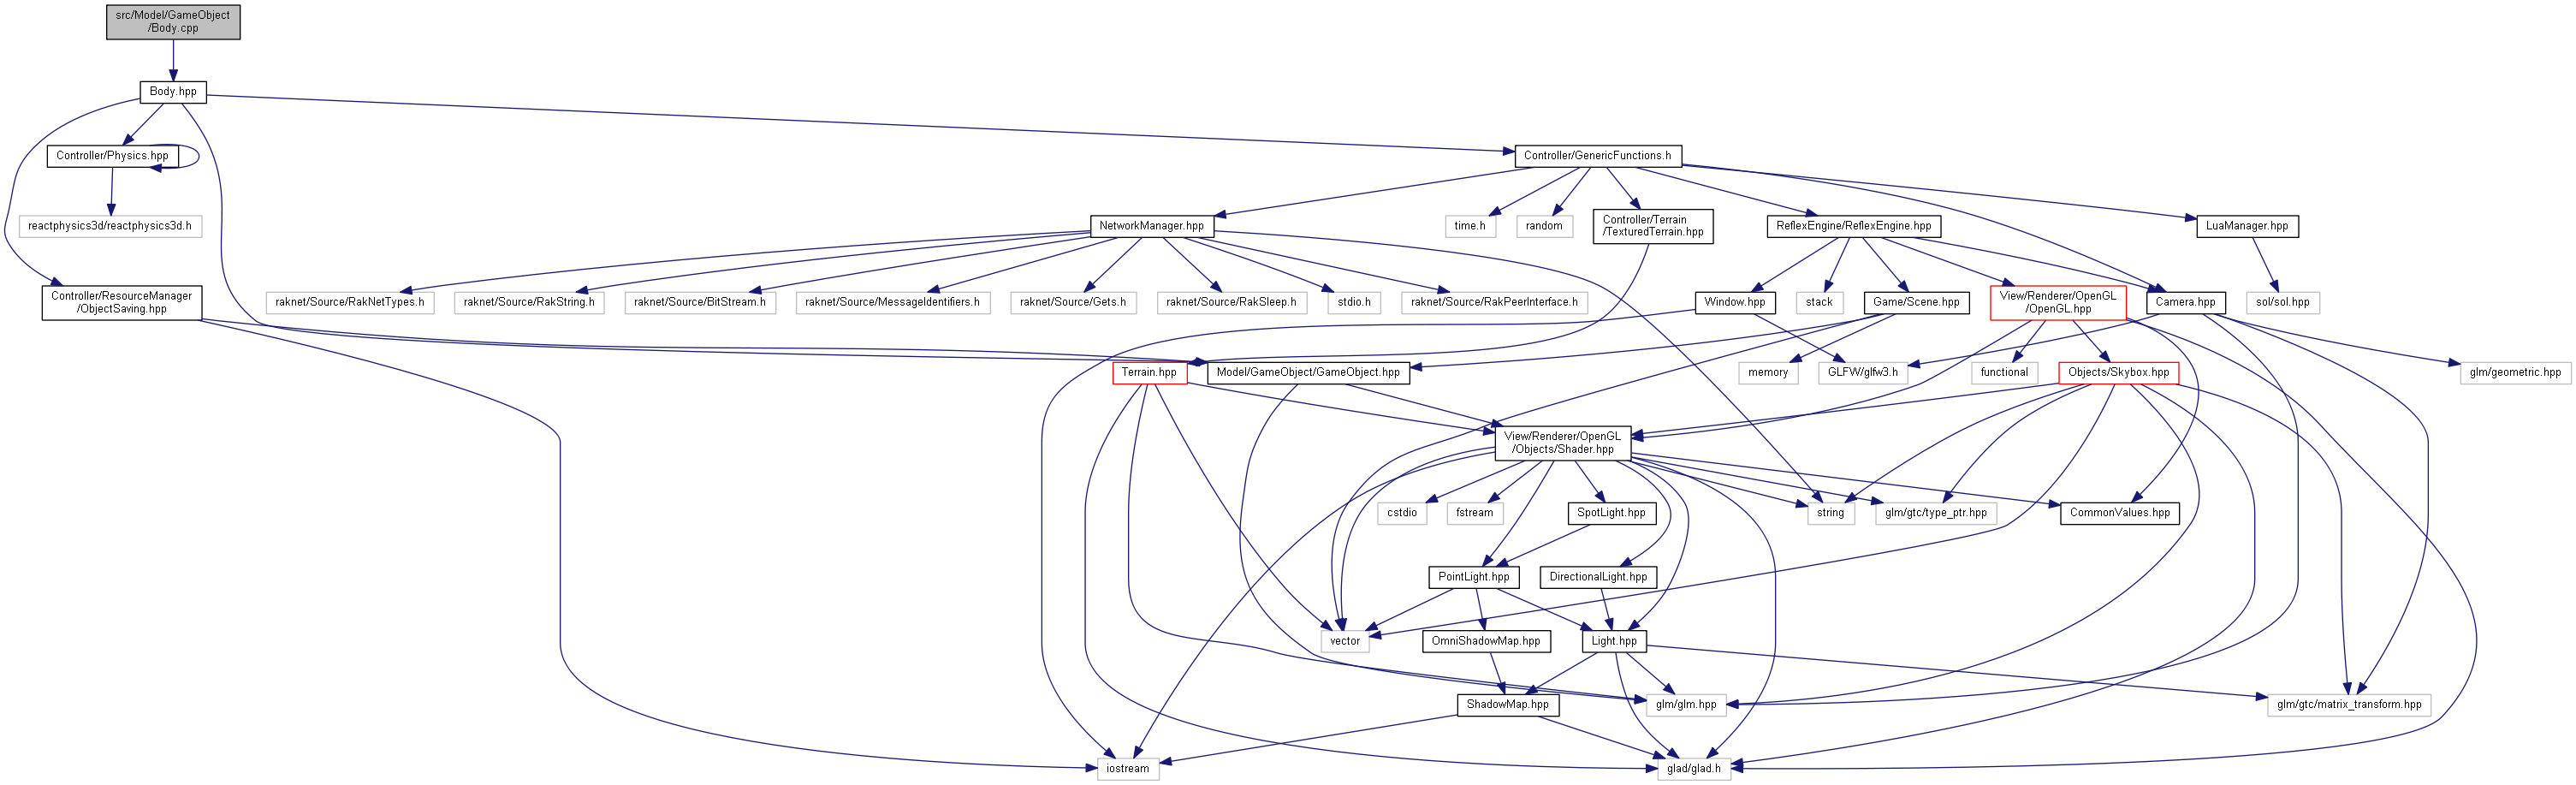 src/Model/GameObject
/Body.cpp
Body.hpp
Controller/Physics.hpp
Controller/GenericFunctions.h
reactphysics3d/reactphysics3d.h
NetworkManager.hpp
time.h
random
Controller/Terrain
/TexturedTerrain.hpp
ReflexEngine/ReflexEngine.hpp
LuaManager.hpp
Controller/ResourceManager
/ObjectSaving.hpp
raknet/Source/RakNetTypes.h
raknet/Source/RakString.h
raknet/Source/BitStream.h
raknet/Source/MessageIdentifiers.h
raknet/Source/Gets.h
raknet/Source/RakSleep.h
stdio.h
raknet/Source/RakPeerInterface.h
Window.hpp
stack
Game/Scene.hpp
View/Renderer/OpenGL
/OpenGL.hpp
Camera.hpp
sol/sol.hpp
Terrain.hpp
Model/GameObject/GameObject.hpp
memory
GLFW/glfw3.h
functional
Objects/Skybox.hpp
glm/geometric.hpp
View/Renderer/OpenGL
/Objects/Shader.hpp
cstdio
fstream
SpotLight.hpp
string
glm/gtc/type_ptr.hpp
CommonValues.hpp
PointLight.hpp
DirectionalLight.hpp
vector
OmniShadowMap.hpp
Light.hpp
ShadowMap.hpp
glm/glm.hpp
glm/gtc/matrix_transform.hpp
iostream
glad/glad.h